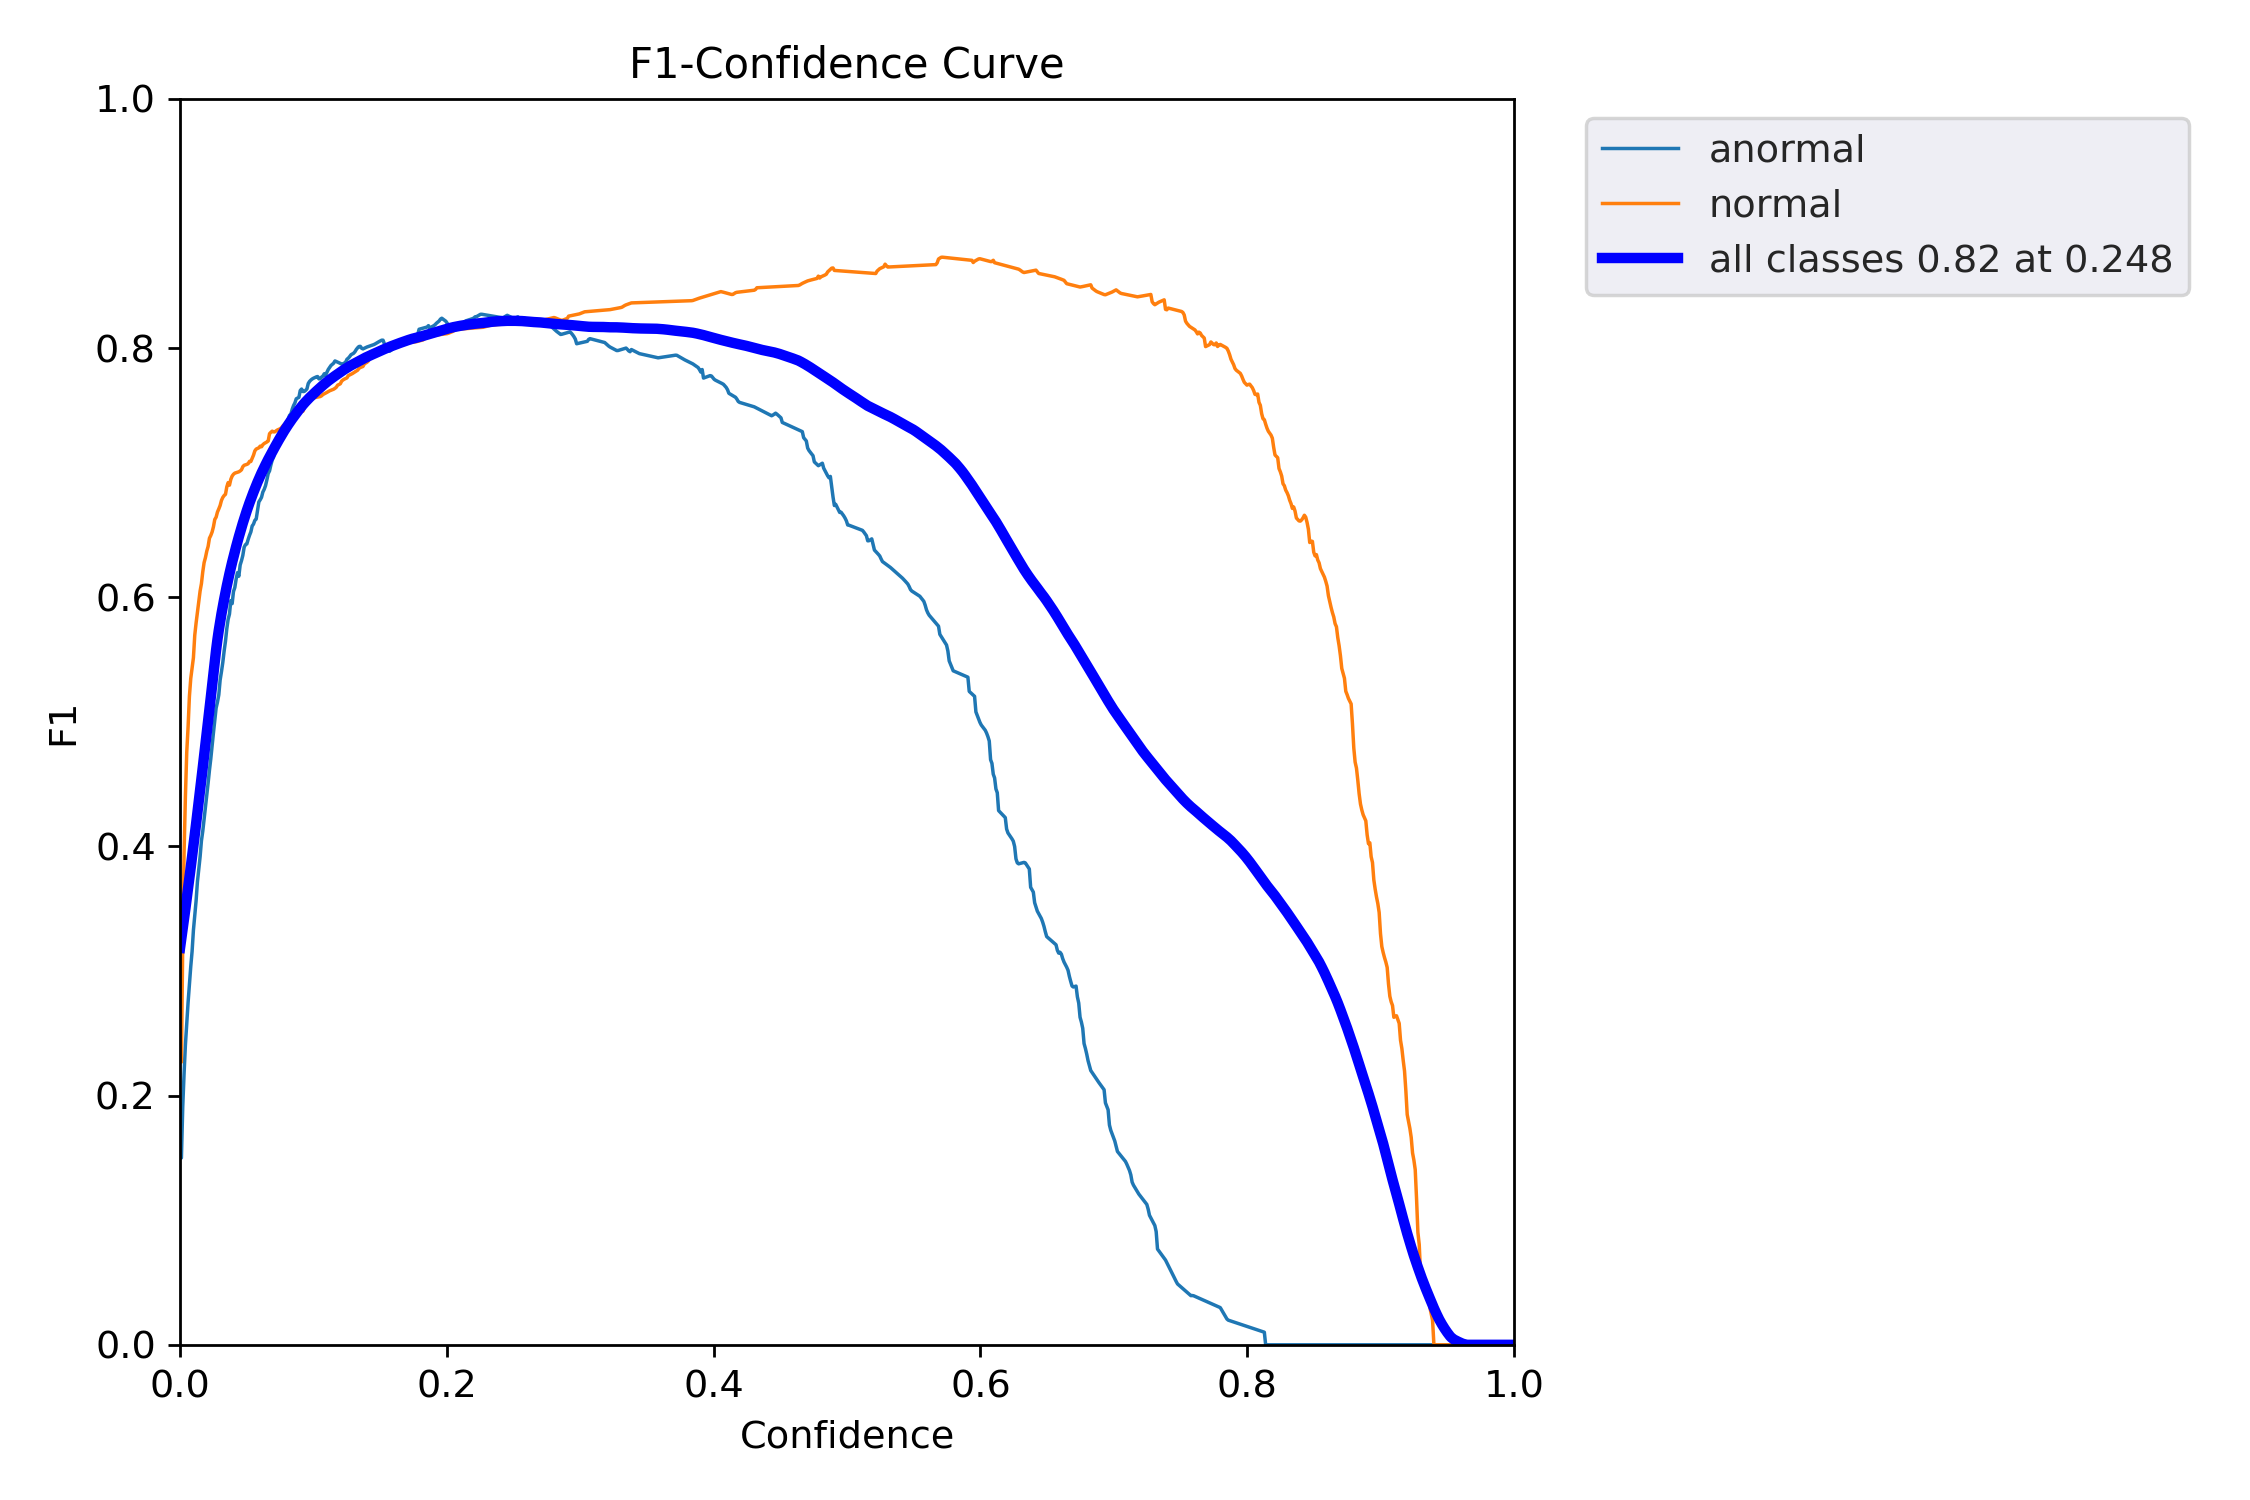 F1-Confidence Curve
1.0
0.8
0.6
0.4
0.2
0.0
F1
0.0 0.2 0.4 0.6 0.8 1.0
Confidence
anormal
normal
all classes 0.82 at 0.248